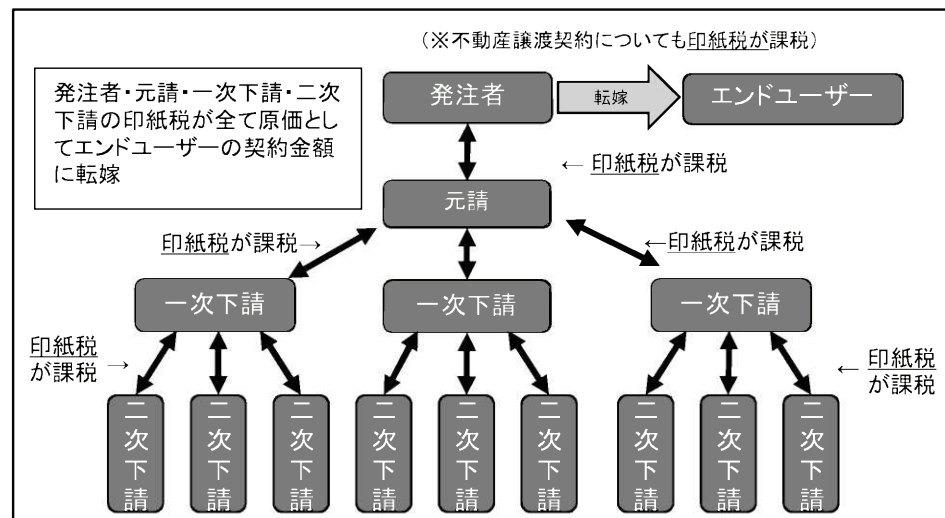 （※不動産譲渡契約についても印紙税が課税）
発注者・元請・一次下請・二次
下請の印紙税が全て原価とし
てエンドユーザーの契約金額
に転嫁
発注者
転嫁
エンドユーザー
← 印紙税が課税
元請
印紙税が課税→
←印紙税が課税
一次下請
一次下請
一次下請
印紙税
が課税
→
← 印紙税
が課税
二次下請
二次下請
二次下請
二次下請
二次下請
二次下請
二次下請
二次下請
二次下請